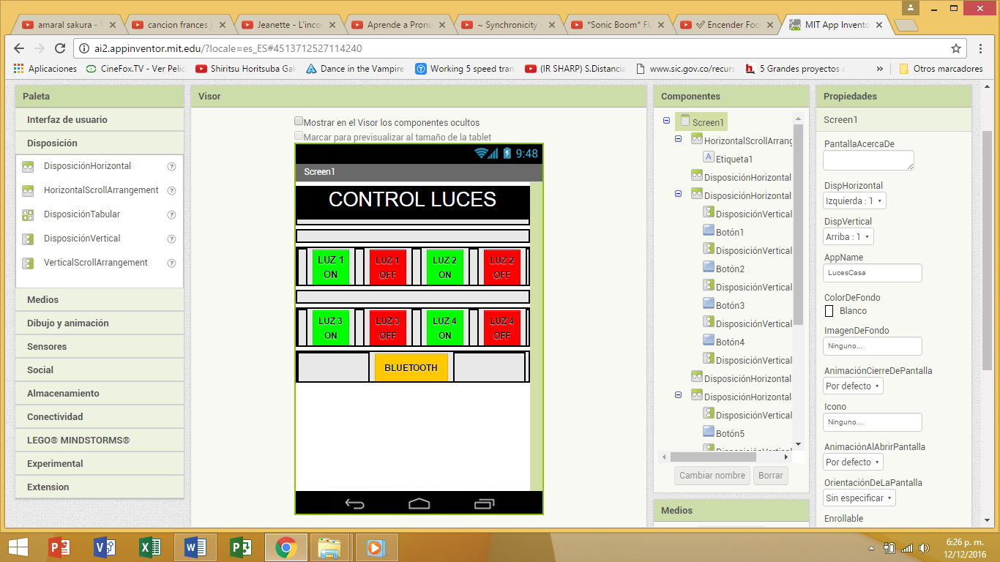 amaral sakura - Y
cancion frances j
Jeanette - L'incon
Aprende a Pronu
~ Synchronicity -
*Sonic Boom* FU
✓ Encender Foc
MIT App Invento
ai2.appinventor.mit.edu/?locale=es_ES#4513712527114240
Aplicaciones
CineFox.TV - Ver Pelic
Shiritsu Horitsuba Gak
Dance in the Vampire
Working 5 speed tran
(IR SHARP) S.Distancia
www.sic.gov.co/recurs
5 Grandes proyectos
»
Otros marcadores
Paleta
Interfaz de usuario
Disposición
DisposiciónHorizontal
HorizontalScrollArrangement
DisposiciónTabular
DisposiciónVertical
VerticalScrollArrangement
Medios
Dibujo y animación
Sensores
Social
Almacenamiento
Conectividad
LEGO® MINDSTORMS®
Experimental
Extension
Visor
Mostrar en el Visor los componentes ocultos
Marcar para previsualizar al tamaño de la tablet
9:48
Screen1
CONTROL LUCES
LUZ 1 LUZ 1 LUZ 2 LUZ 2
ON OFF ON OFF
LUZ 3 LUZ 3 LUZ 4 LUZ 4
ON OFF ON OFF
BLUETOOTH
Componentes
Screen1
HorizontalScrollArrang
Etiqueta1
DisposiciónHorizontal
DisposiciónHorizontal
DisposiciónVertical
Botón1
DisposiciónVertical
Botón2
DisposiciónVertical
Botón3
DisposiciónVertical
Botón4
DisposiciónVertical
DisposiciónHorizontal
DisposiciónHorizontal
DisposiciónVertical
Botón5
DisposiciónVertical
Cambiar nombre
Borrar
Medios
Propiedades
Screen1
PantallaAcercaDe
DispHorizontal
Izquierda : 1
DispVertical
Arriba : 1
AppName
LucesCasa
ColorDeFondo
Blanco
ImagenDeFondo
Ninguno...
AnimaciónCierreDePantalla
Por defecto
Icono
Ninguno...
AnimaciónAlAbrirPantalla
Por defecto
OrientaciónDeLaPantalla
Sin especificar
Enrollable
6:26 p. m.
12/12/2016